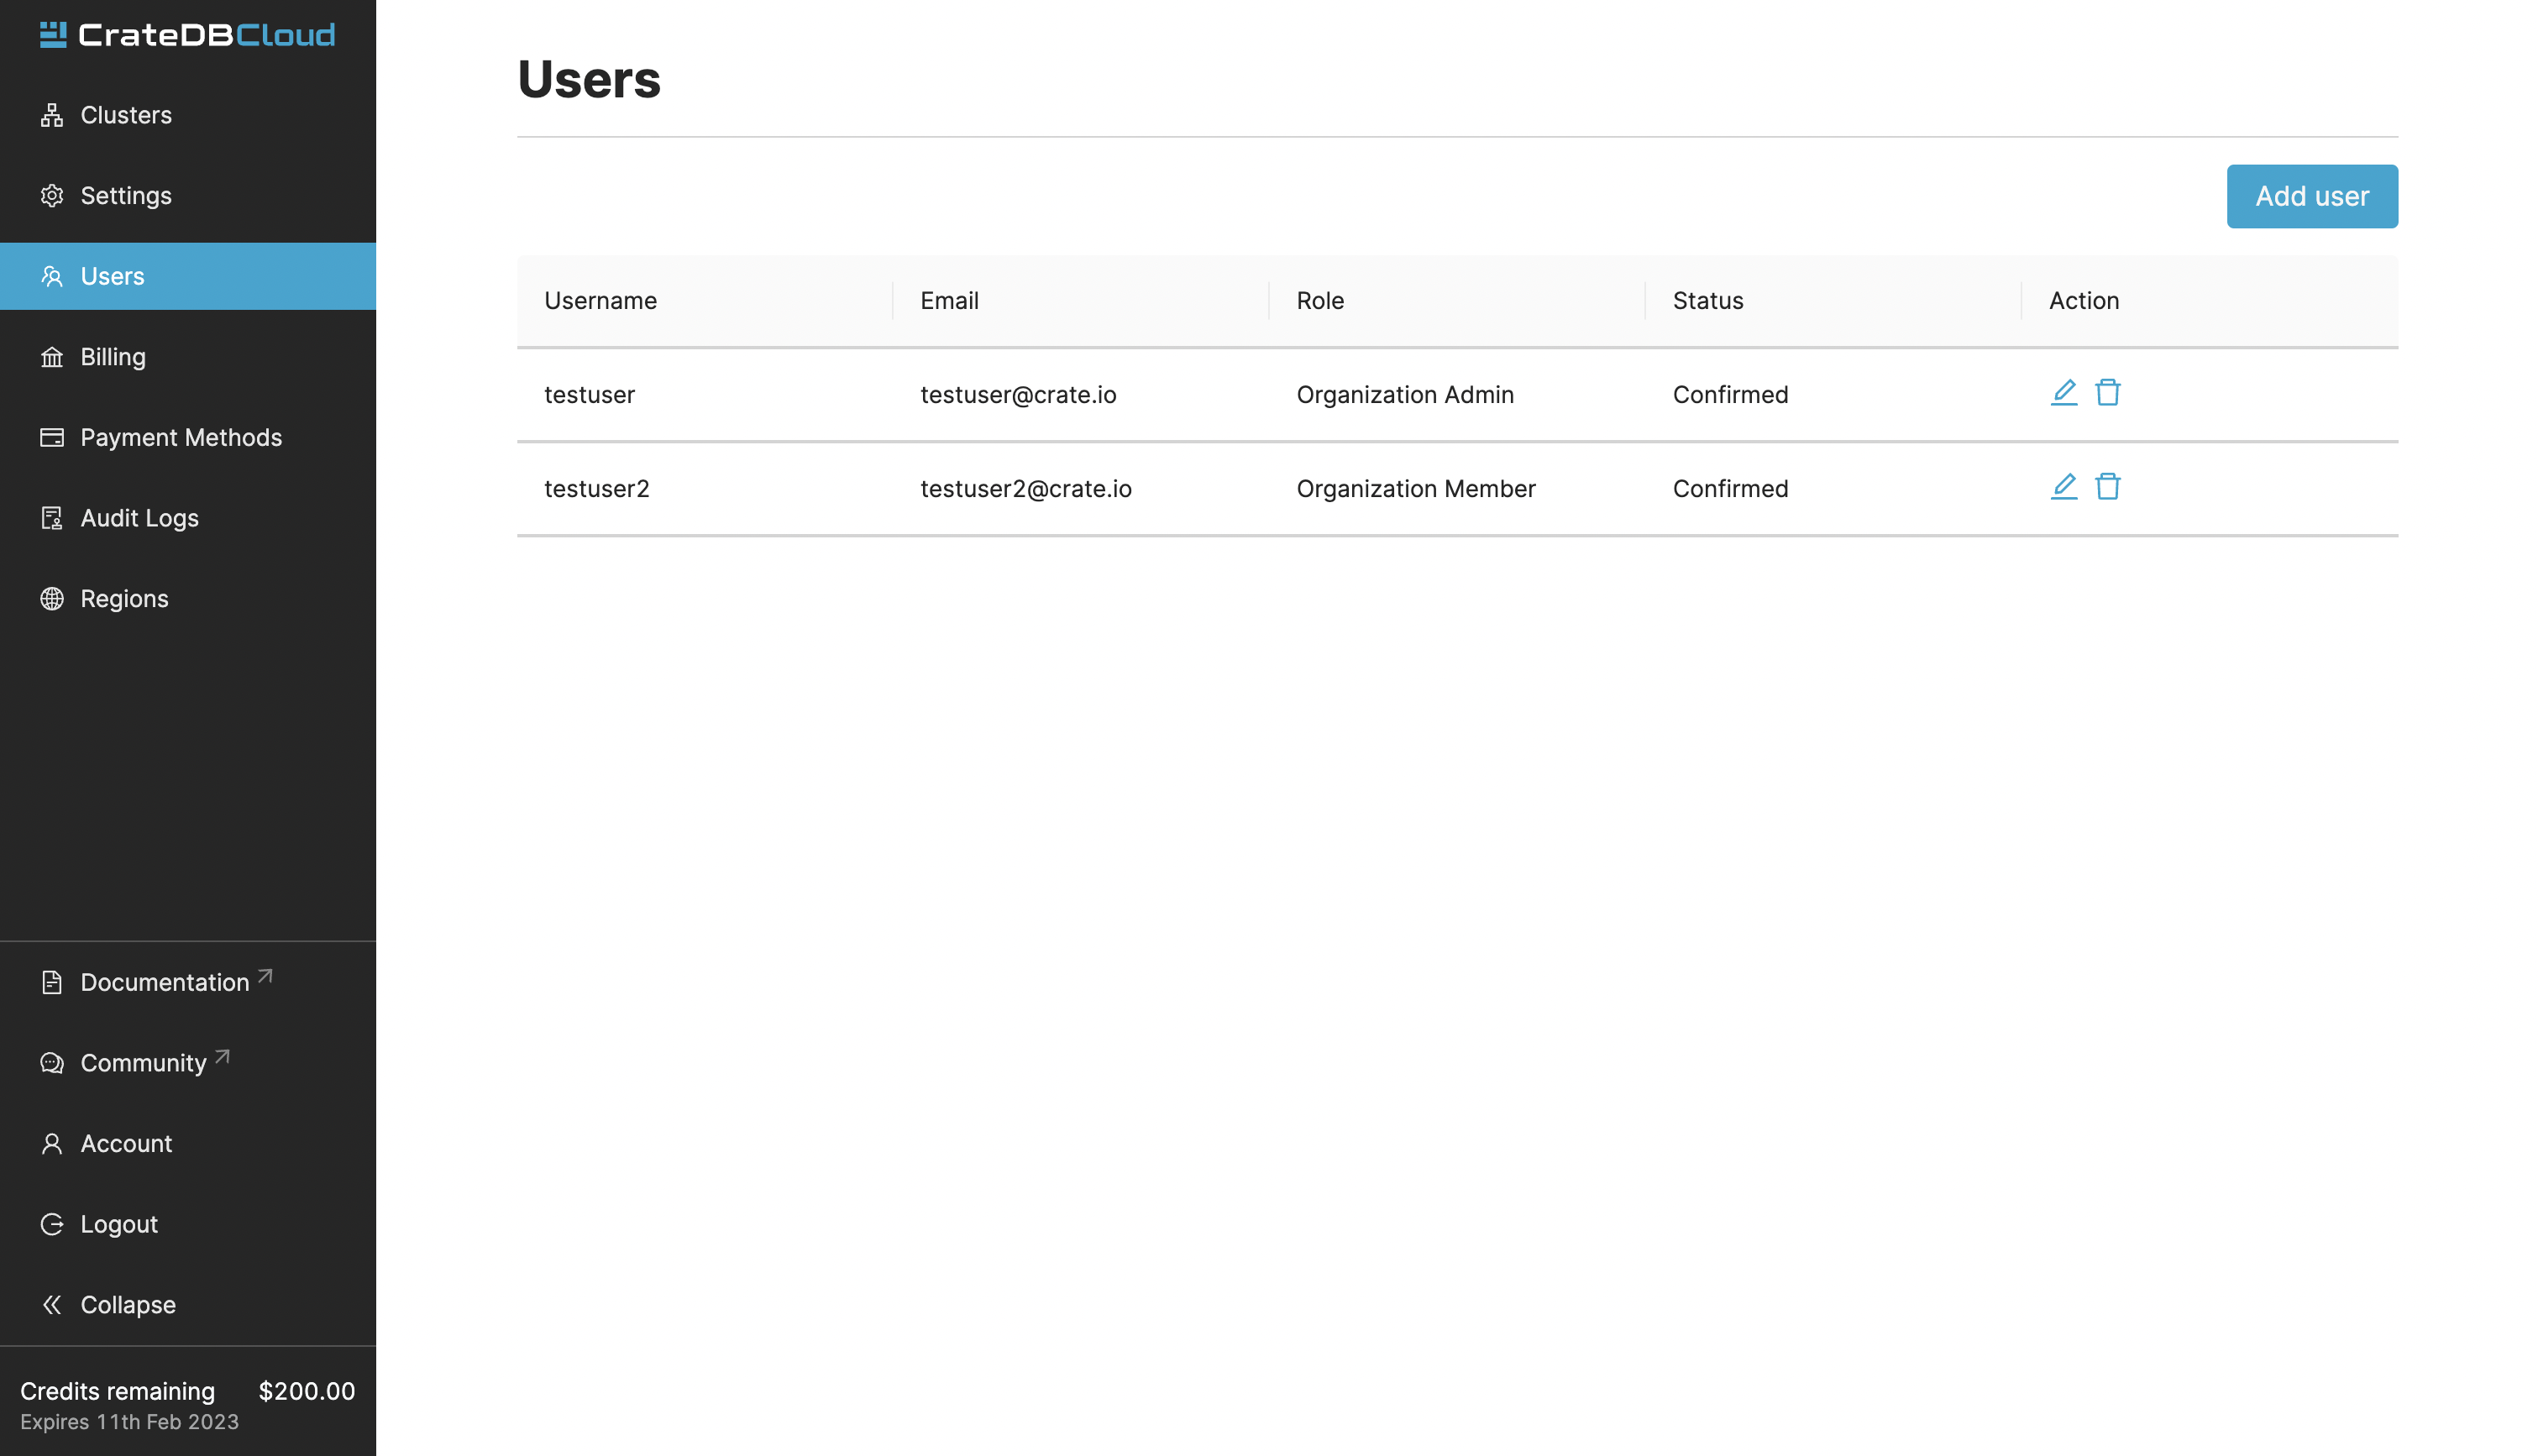 CrateDBCloud
Clusters
Settings
Users
Billing
Payment Methods
Audit Logs
Regions
Documentation
Community
Account
Logout
Collapse
Credits remaining $200.00
Expires 11th Feb 2023
Users
Add user
Username Email Role Status Action
testuser testuser@crate.io Organization Admin Confirmed
testuser2 testuser2@crate.io Organization Member Confirmed